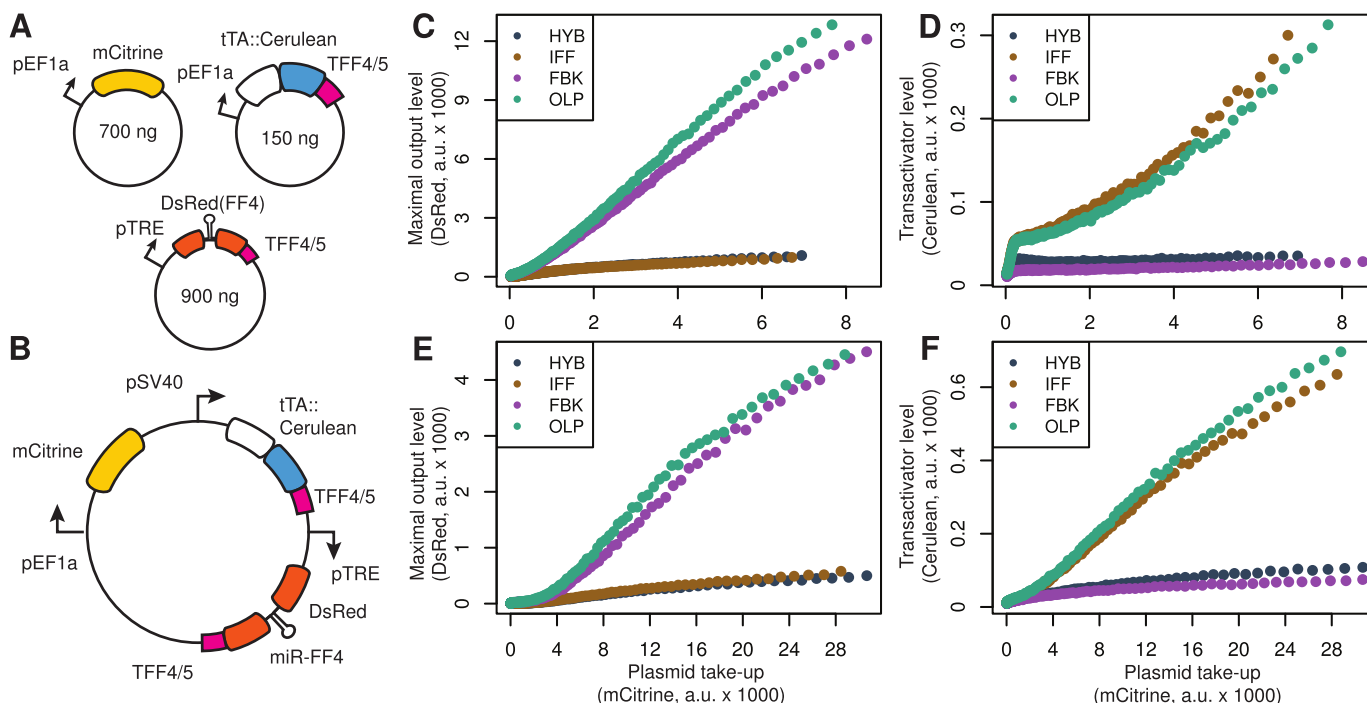 A
mCitrine
pEF1a
700 ng
tTA::Cerulean
pEF1a
TFF4/5
150 ng
DsRed(FF4)
pTRE
TFF4/5
900 ng
B
pSV40
tTA::
Cerulean
mCitrine
TFF4/5
pEF1a
pTRE
DsRed
miR-FF4
TFF4/5
C
HYB
IFF
FBK
OLP
Maximal output level
(DsRed, a.u. x 1000)
0 3 6 9 12
0 2 4 6 8
D
HYB
IFF
FBK
OLP
Transactivator level
(Cerulean, a.u. x 1000)
0 0.1 0.2 0.3
0 2 4 6 8
E
HYB
IFF
FBK
OLP
Maximal output level
(DsRed, a.u. x 1000)
0 1 2 3 4
0 4 8 12 16 20 24 28
Plasmid take-up
(mCitrine, a.u. x 1000)
F
HYB
IFF
FBK
OLP
Transactivator level
(Cerulean, a.u. x 1000)
0 0.2 0.4 0.6
0 4 8 12 16 20 24 28
Plasmid take-up
(mCitrine, a.u. x 1000)